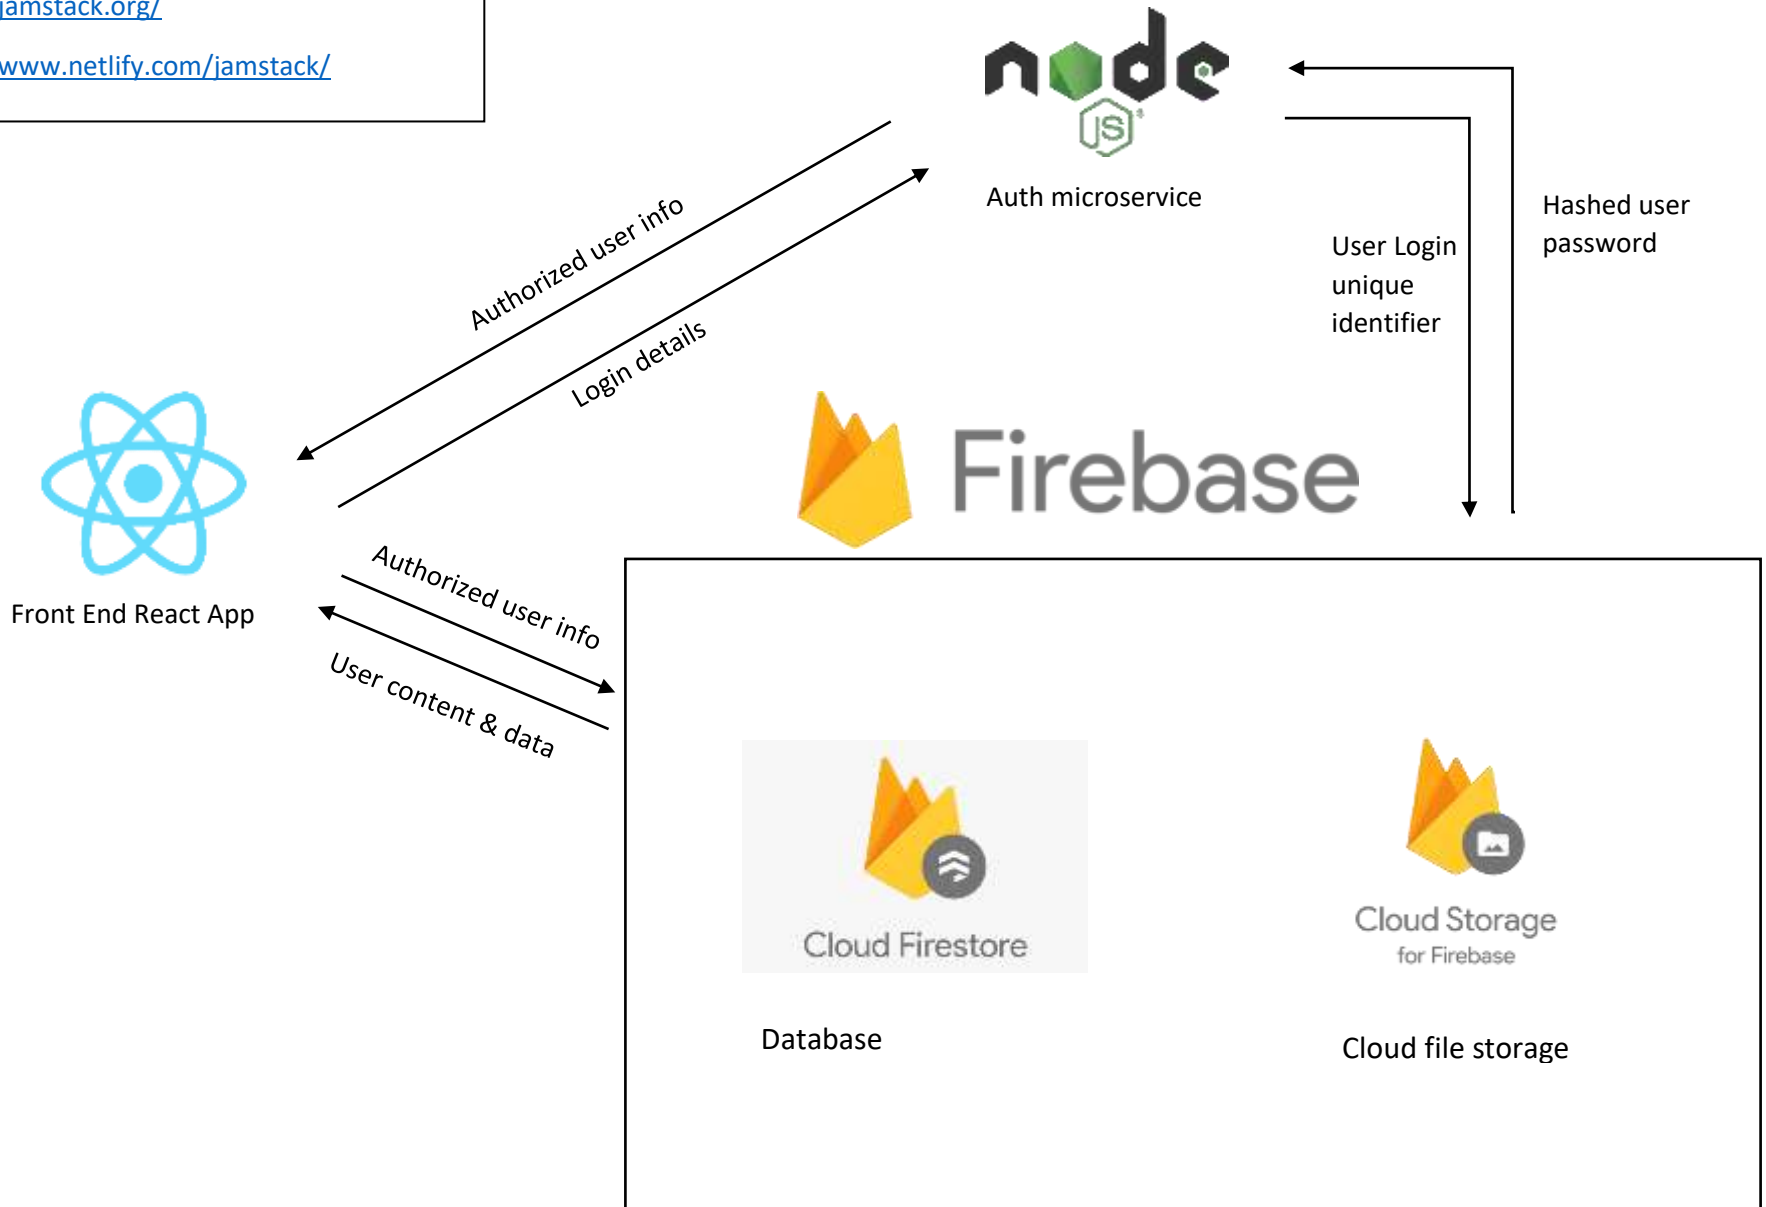 jamstack.org/
www.netlify.com/jamstack/
node
JS
Auth microservice
Authorized user info
Login details
User Login
unique
identifier
Hashed user
password
Front End React App
Firebase
Authorized user info
User content & data
Cloud Firestore
Database
Cloud Storage
for Firebase
Cloud file storage